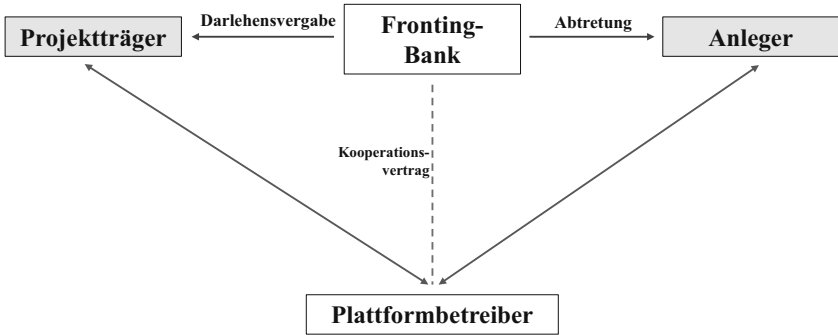 Projektträger
Darlehensvergabe
Fronting-
Bank
Abtretung
Anleger
Kooperations-
vertrag
Plattformbetreiber